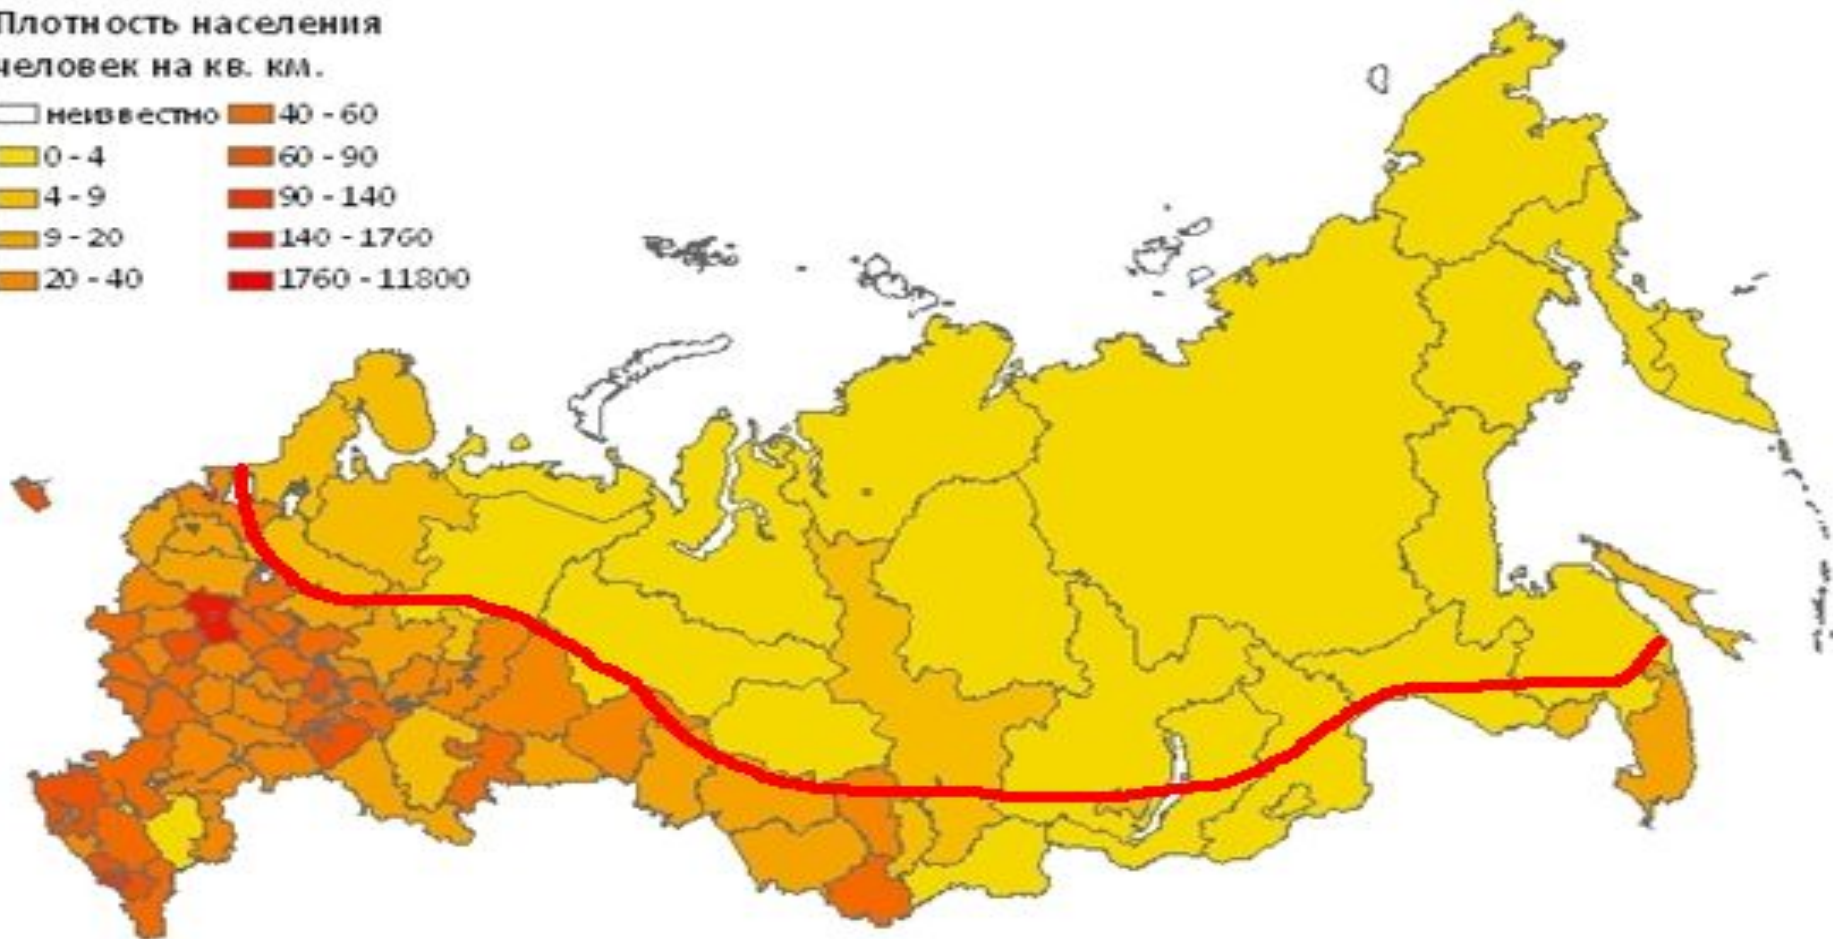 Плотность населения
человек на кв. км.
неизвестно
0 - 4
4 - 9
9 - 20
20 - 40
40 - 60
60 - 90
90 - 140
140 - 1760
1760 - 11800